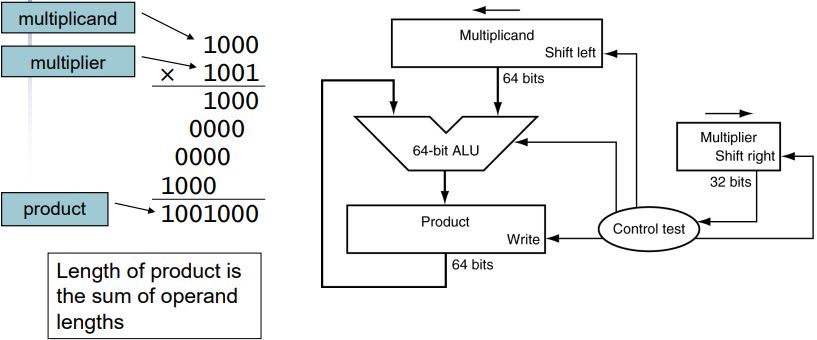 multiplicand
1000
multiplier
× 1001
1000
0000
0000
1000
product
1001000
Length of product is
the sum of operand
lengths
Multiplicand
Shift left
64 bits
64-bit ALU
Multiplier
Shift right
32 bits
Product
Write
Control test
64 bits